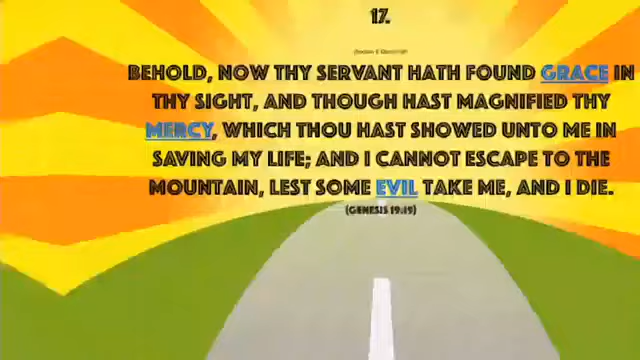 17.
BEHOLD, NOW THY SERVANT HATH FOUND GRACE IN
THY SIGHT, AND THOUGH HAST MAGNIFIED THY
MERCY, WHICH THOU HAST SHOWED UNTO ME IN
SAVING MY LIFE; AND I CANNOT ESCAPE TO THE
MOUNTAIN, LEST SOME EVIL TAKE ME, AND I DIE.
(GENESIS 19:19)